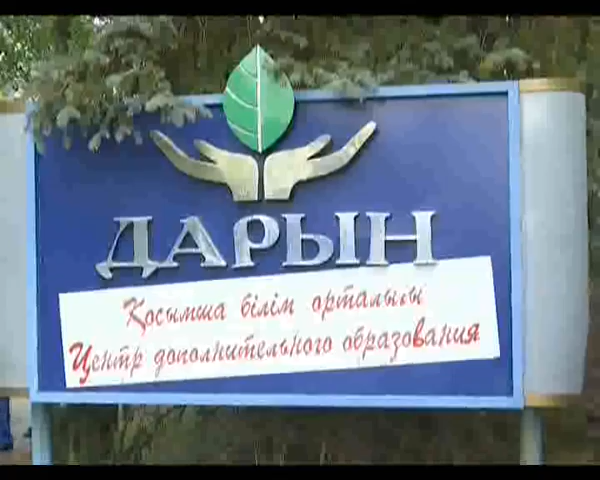 ДАРЫН
Қосымша білім орталығы
Центр дополнительного образования